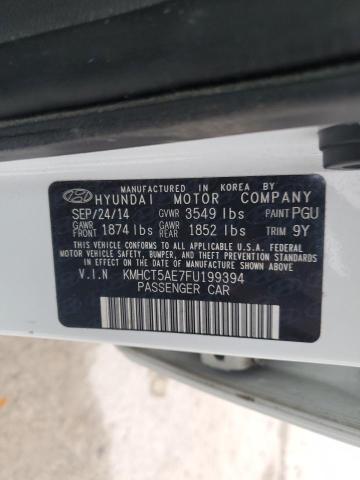 MANUFACTURED IN KOREA BY
HYUNDAI MOTOR COMPANY
SEP/24/14 GVWR 3549 lbs PAINT PGU
GAWR FRONT 1874 lbs GAWR REAR 1852 lbs TRIM 9Y
THIS VEHICLE CONFORMS TO ALL APPLICABLE U.S.A. FEDERAL
MOTOR VEHICLE SAFETY, BUMPER, AND THEFT PREVENTION
STANDARDS IN EFFECT ON THE DATE OF MANUFACTURE SHOWN ABOVE.
V.I.N KMHCT5AE7FU199394
PASSENGER CAR